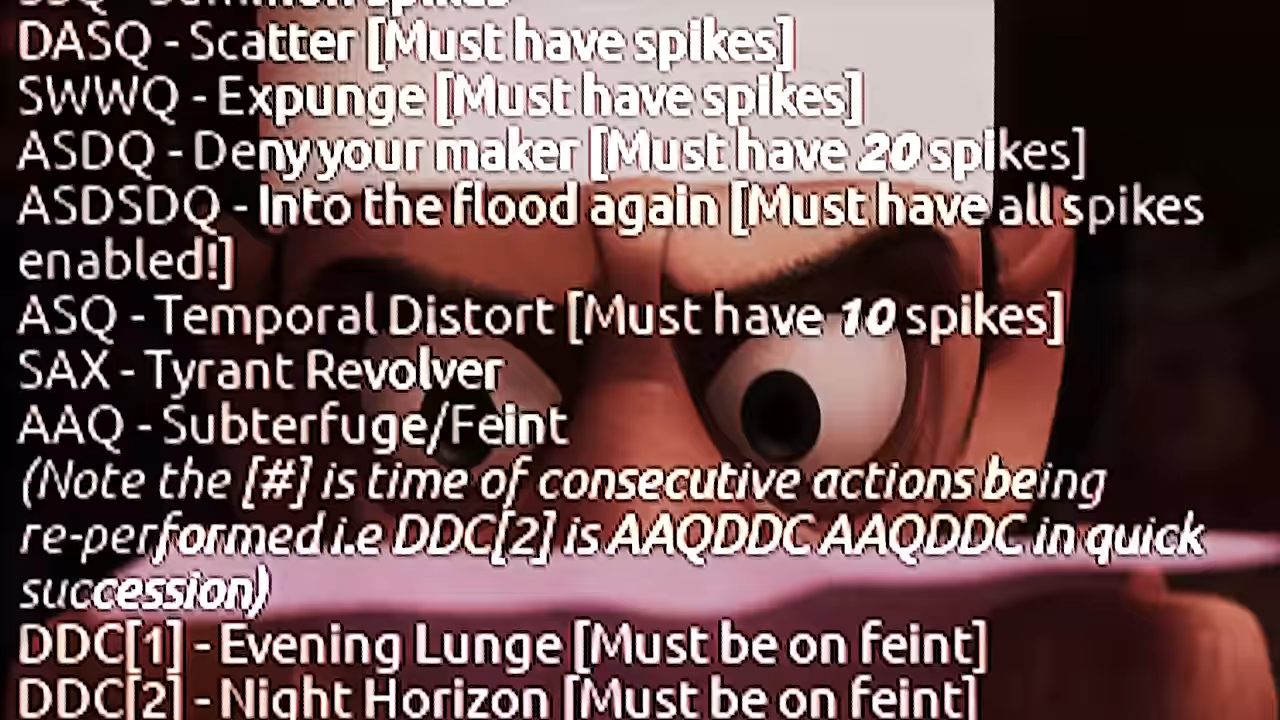 SDQ - Summon spikes
DASQ - Scatter [Must have spikes]
SWWQ - Expunge [Must have spikes]
ASDQ - Deny your maker [Must have 20 spikes]
ASDSDQ - Into the flood again [Must have all spikes
enabled!]
ASQ - Temporal Distort [Must have 10 spikes]
SAX - Tyrant Revolver
AAQ - Subterfuge/Feint
(Note the [#] is time of consecutive actions being
re-performed i.e DDC[2] is AAQDDC AAQDDC in quick
succession)
DDC[1] - Evening Lunge [Must be on feint]
DDC[2] - Night Horizon [Must be on feint]